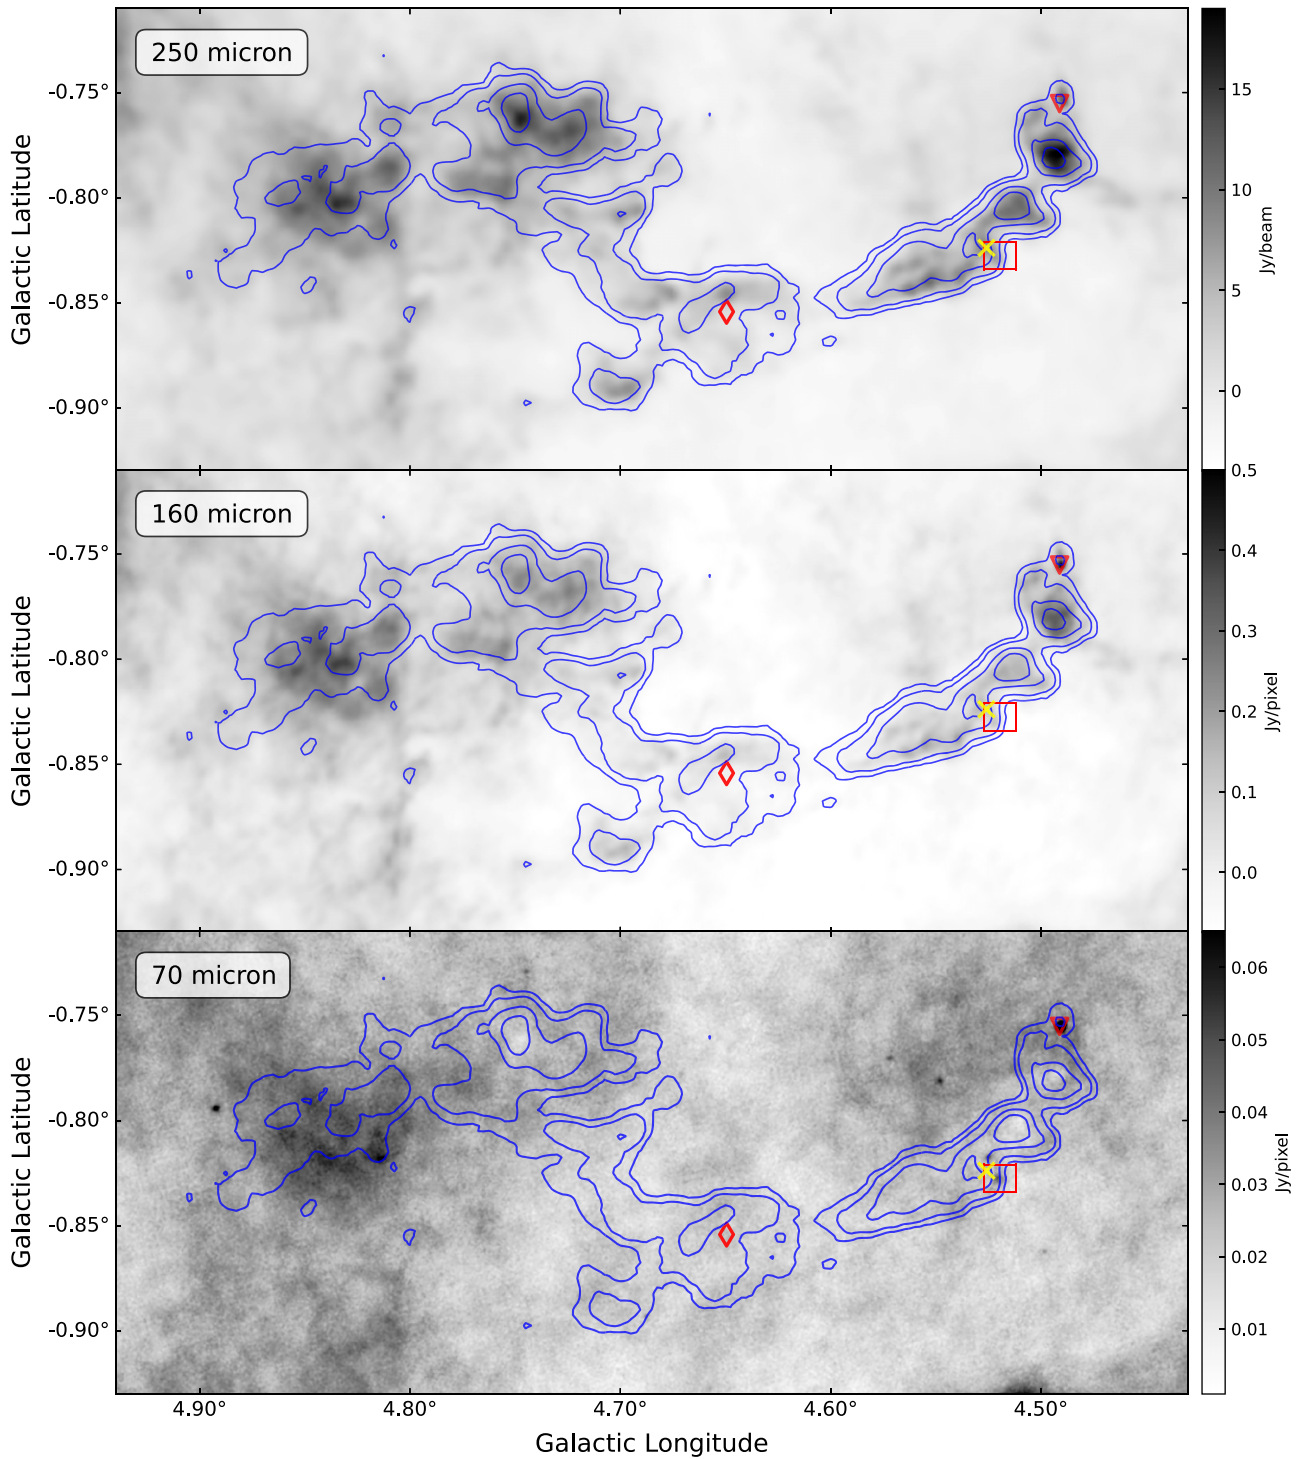 250 micron
-0.75°
-0.80°
-0.85°
-0.90°
Galactic Latitude
15
10
5
0
Jy/beam
160 micron
-0.75°
-0.80°
-0.85°
-0.90°
Galactic Latitude
0.5
0.4
0.3
0.2
0.1
0.0
Jy/pixel
70 micron
-0.75°
-0.80°
-0.85°
-0.90°
Galactic Latitude
0.06
0.05
0.04
0.03
0.02
0.01
Jy/pixel
4.90° 4.80° 4.70° 4.60° 4.50°
Galactic Longitude